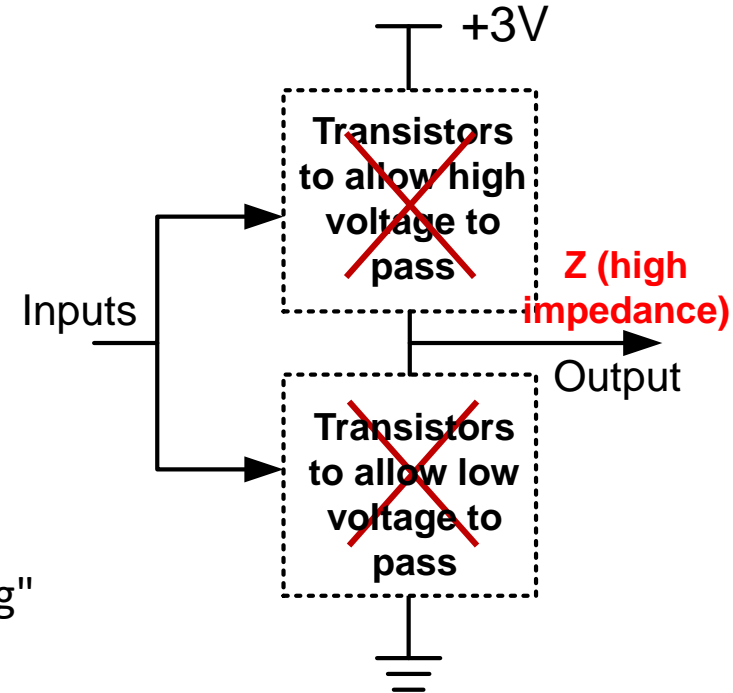 +3V
Transistors
to allow high
voltage to
pass
Z (high
impedance)
Inputs
Output
Transistors
to allow low
voltage to
pass
g"